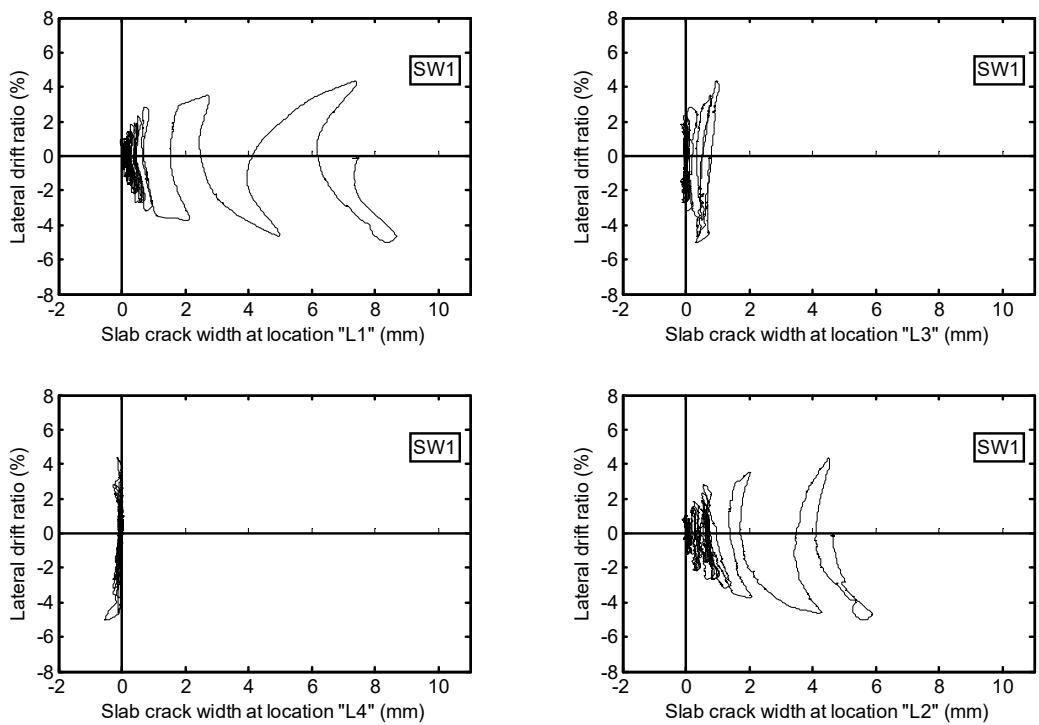 8
6
4
2
0
-2
-4
-6
-8
Lateral drift ratio (%)
SW1
-2 0 2 4 6 8 10
Slab crack width at location "L1" (mm)
8
6
4
2
0
-2
-4
-6
-8
Lateral drift ratio (%)
SW1
-2 0 2 4 6 8 10
Slab crack width at location "L3" (mm)
8
6
4
2
0
-2
-4
-6
-8
Lateral drift ratio (%)
SW1
-2 0 2 4 6 8 10
Slab crack width at location "L4" (mm)
8
6
4
2
0
-2
-4
-6
-8
Lateral drift ratio (%)
SW1
-2 0 2 4 6 8 10
Slab crack width at location "L2" (mm)